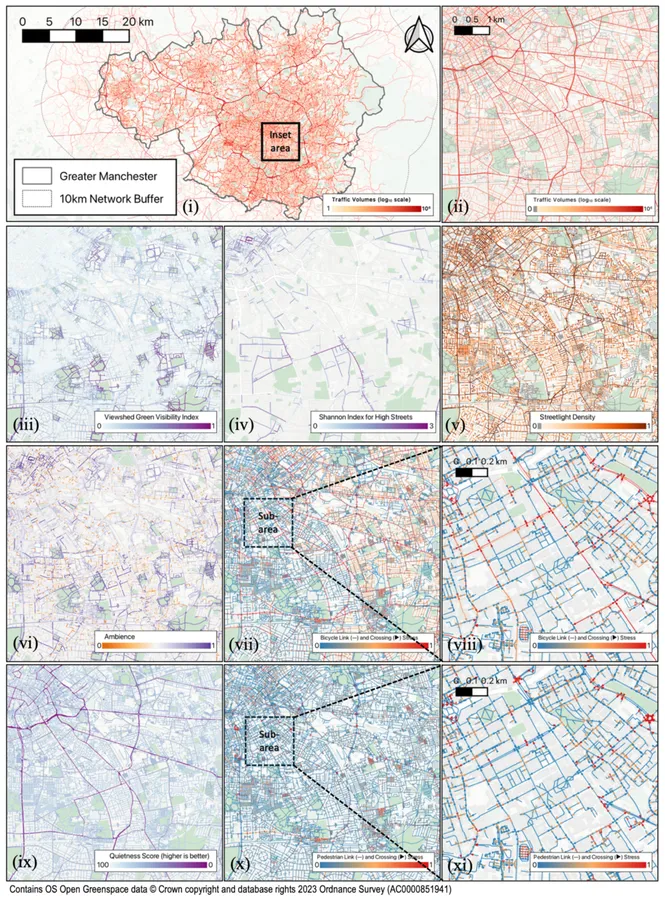 0 5 10 15 20 km
Inset
area
Greater Manchester
10km Network Buffer
(i)
Traffic Volumes (log₁₀ scale)
1 10⁶
0 0.5 1 km
(ii)
Traffic Volumes (log₁₀ scale)
0 10⁶
(iii)
Viewshed Green Visibility Index
0 1
(iv)
Shannon Index for High Streets
0 3
(v)
Streetlight Density
0 1
(vi)
Ambience
0 1
Sub-
area
(vii)
Bicycle Link (—) and Crossing (▶) Stress
0 1
0 0.1 0.2 km
(viii)
Bicycle Link (—) and Crossing (▶) Stress
0 1
(ix)
Quietness Score (higher is better)
100 0
Sub-
area
(x)
Pedestrian Link (—) and Crossing (▶) Stress
0 1
0 0.1 0.2 km
(xi)
Pedestrian Link (—) and Crossing (▶) Stress
0 1
Contains OS Open Greenspace data © Crown copyright and database rights 2023 Ordnance Survey (AC0000851941)